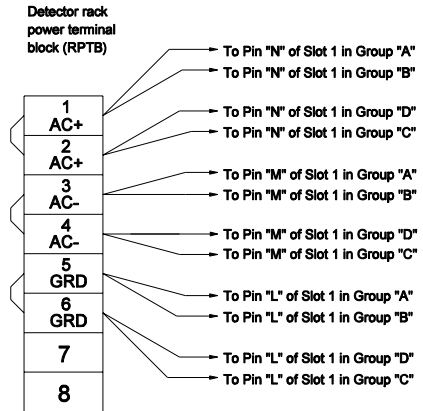 Detector rack
power terminal
block (RPTB)
To Pin "N" of Slot 1 in Group "A"
To Pin "N" of Slot 1 in Group "B"
1
AC+
To Pin "N" of Slot 1 in Group "D"
To Pin "N" of Slot 1 in Group "C"
2
AC+
To Pin "M" of Slot 1 in Group "A"
To Pin "M" of Slot 1 in Group "B"
3
AC-
To Pin "M" of Slot 1 in Group "D"
To Pin "M" of Slot 1 in Group "C"
4
AC-
5
GRD
To Pin "L" of Slot 1 in Group "A"
To Pin "L" of Slot 1 in Group "B"
6
GRD
To Pin "L" of Slot 1 in Group "D"
To Pin "L" of Slot 1 in Group "C"
7
8